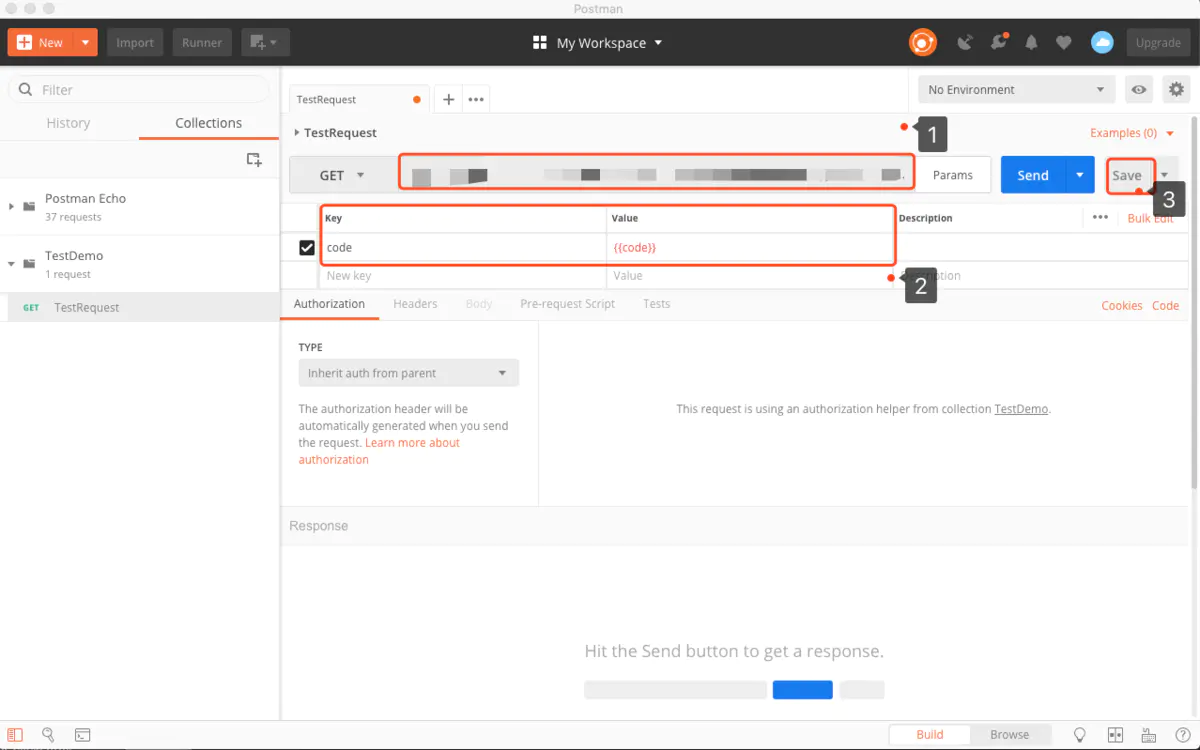 Postman
New
Import
Runner
My Workspace
Upgrade
Filter
History
Collections
Postman Echo
37 requests
TestDemo
1 request
GET
TestRequest
TestRequest
No Environment
TestRequest
Examples (0)
1
GET
Params
Send
Save
3
Key
Value
Description
Bulk Edit
code
{{code}}
New key
Value
Description
2
Authorization
Headers
Body
Pre-request Script
Tests
Cookies
Code
TYPE
Inherit auth from parent
The authorization header will be
automatically generated when you send
the request. Learn more about
authorization
This request is using an authorization helper from collection TestDemo.
Response
Hit the Send button to get a response.
Build
Browse